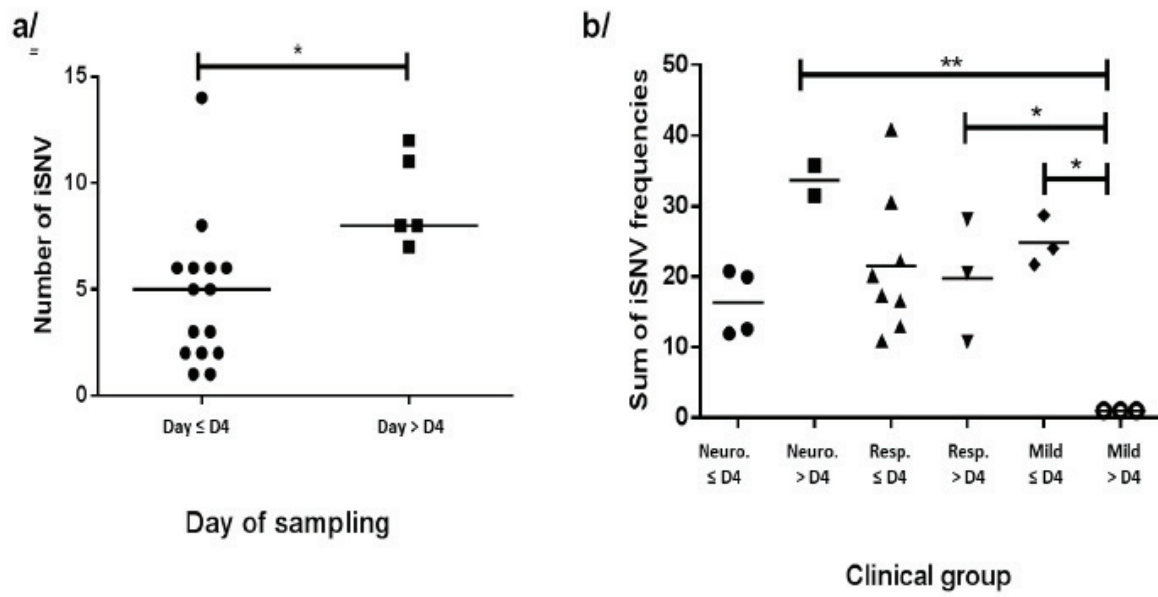 a/
=
*
Number of iSNV
15
10
5
0
Day ≤ D4
Day > D4
Day of sampling
b/
**
*
*
Sum of iSNV frequencies
50
40
30
20
10
0
Neuro.
≤ D4
Neuro.
> D4
Resp.
≤ D4
Resp.
> D4
Mild
≤ D4
Mild
> D4
Clinical group